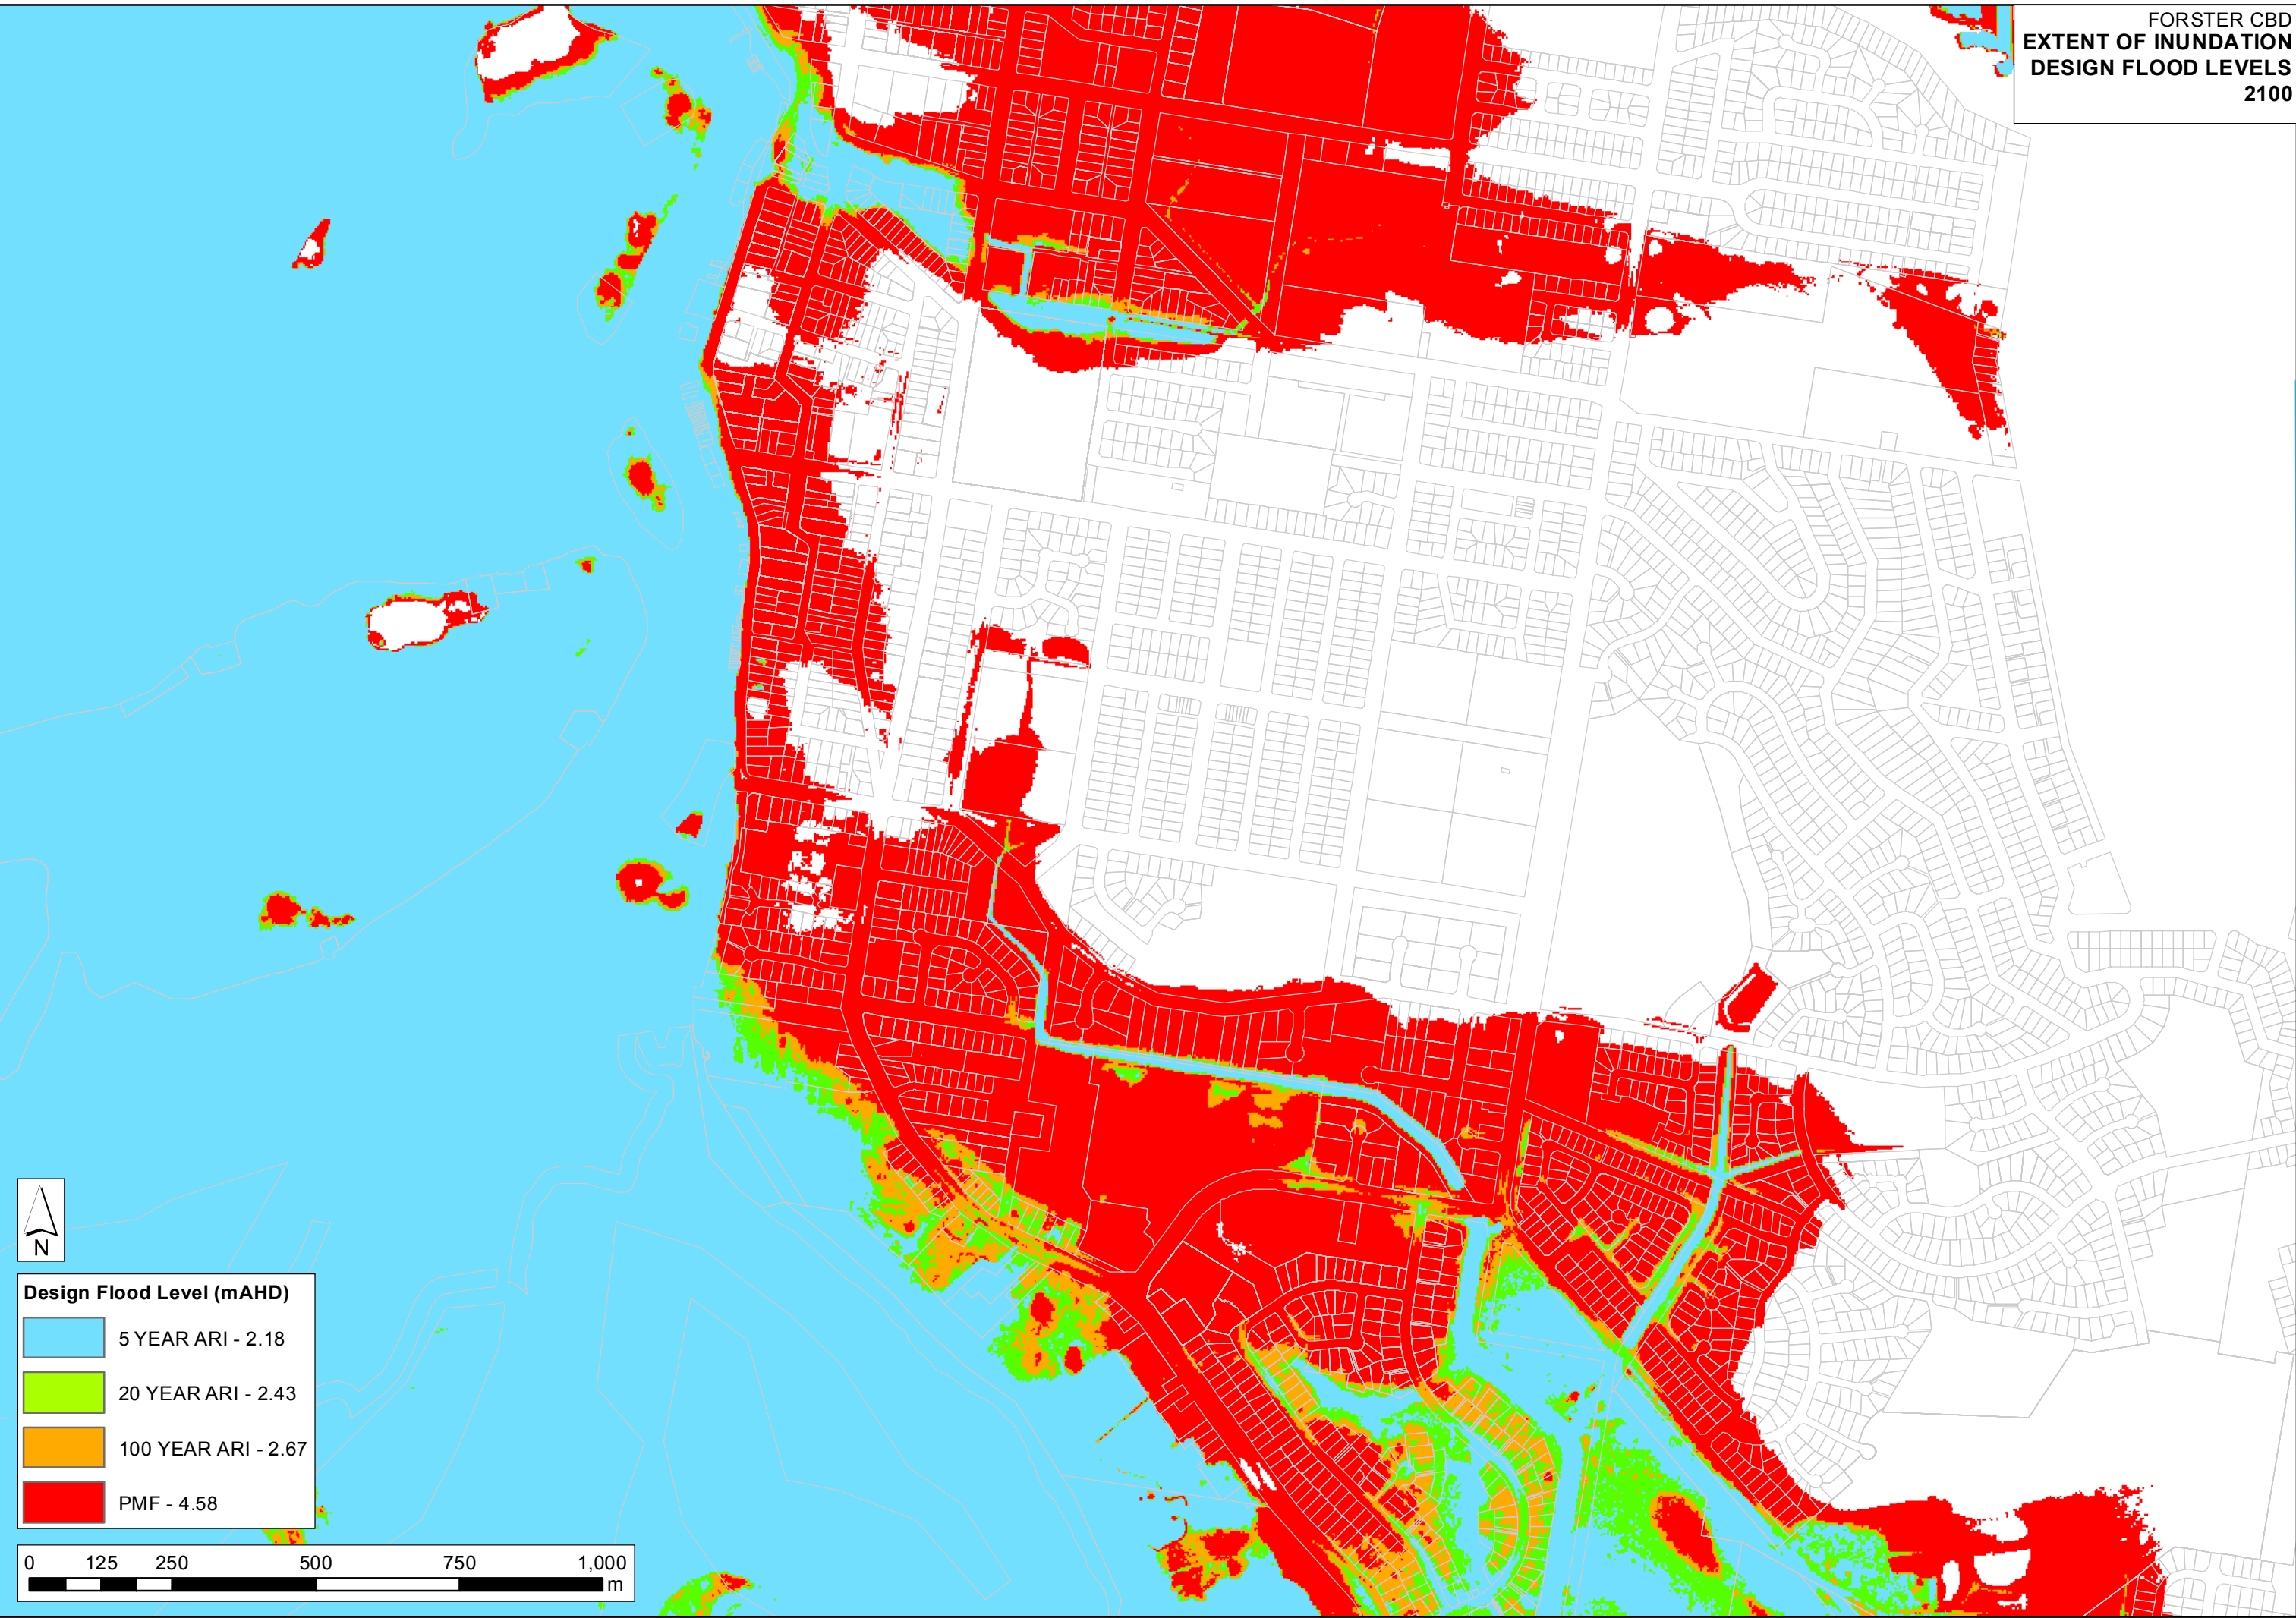 FORSTER CBD
EXTENT OF INUNDATION
DESIGN FLOOD LEVELS
2100
N
Design Flood Level (mAHD)
5 YEAR ARI - 2.18
20 YEAR ARI - 2.43
100 YEAR ARI - 2.67
PMF - 4.58
0 125 250 500 750 1,000
m